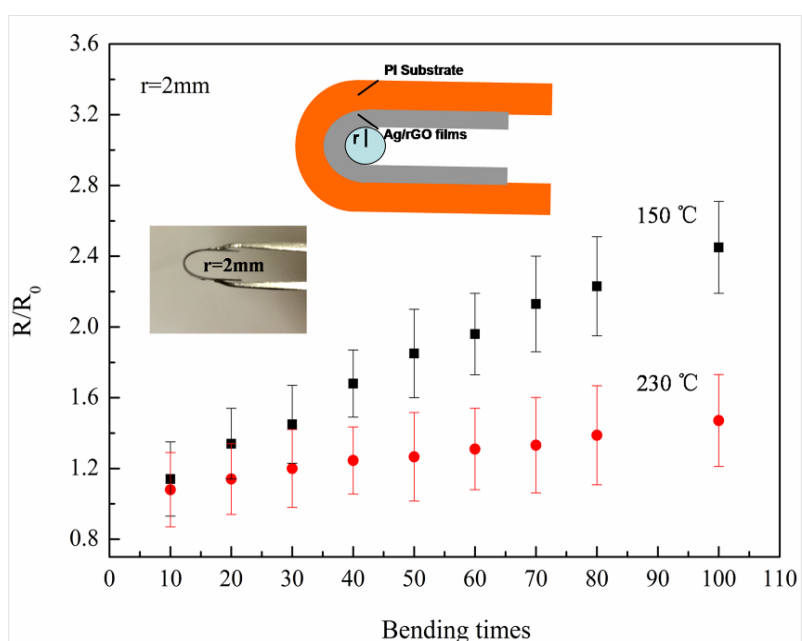 3.6
3.2
2.8
2.4
2.0
1.6
1.2
0.8
R/R0
r=2mm
PI Substrate
Ag/rGO films
r
r=2mm
150 ℃
230 ℃
0 10 20 30 40 50 60 70 80 90 100 110
Bending times